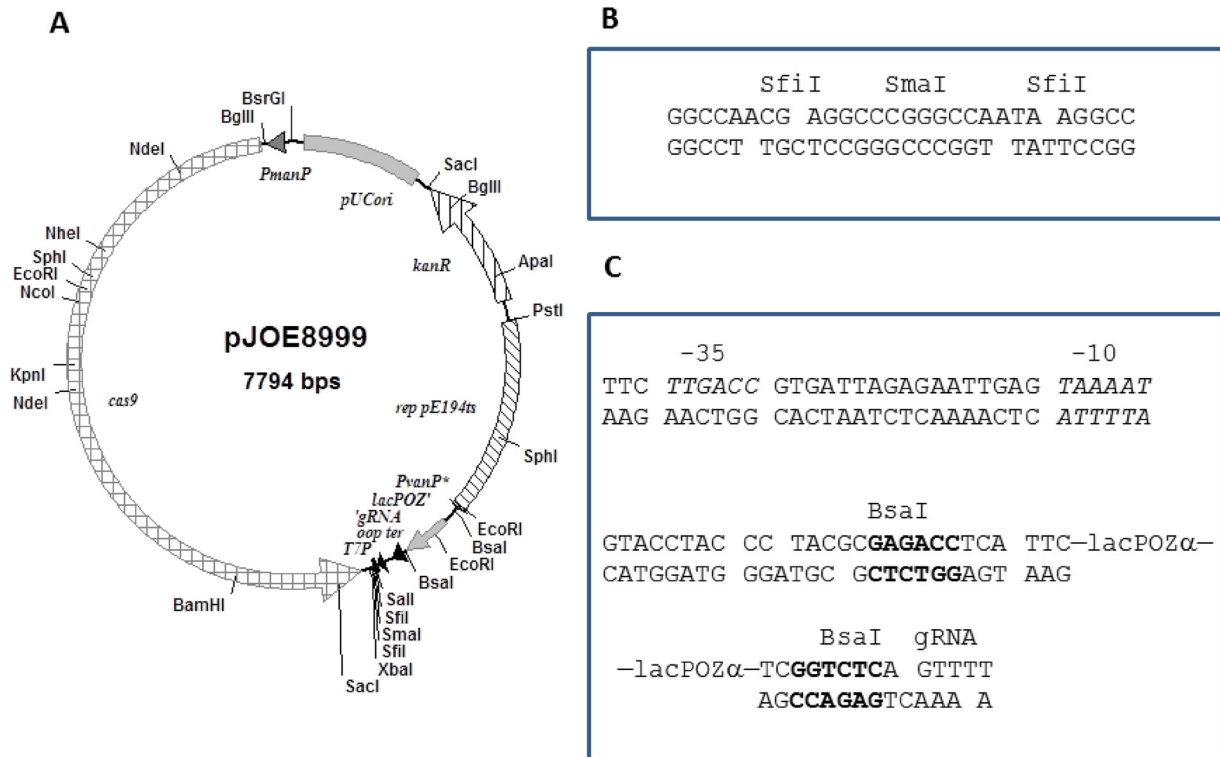 A
BsrGI
BglII
NdeI
PmanP
pUCori
SacI
BglII
kanR
ApaI
PstI
NheI
SphI
EcoRI
NcoI
pJOE8999
7794 bps
KpnI
NdeI
cas9
rep pE194ts
SphI
PvanP*
lacPOZ'
'gRNA
oop ter
T7P
EcoRI
BsaI
EcoRI
BsaI
BamHI
SalI
SfiI
SmaI
SfiI
XbaI
SacI
B
SfiI SmaI SfiI
GGCCAACG AGGCCCGGGCCAATA AGGCC
GGCCT TGCTCCGGGCCCGGT TATTCCGG
C
-35 -10
TTC TTGACC GTGATTAGAGAATTGAG TAAAAT
AAG AACTGG CACTAATCTCAAAACTC ATTTTA
BsaI
GTACCTAC CC TACGCGAGACCTCA TTC–lacPOZα–
CATGGATG GGATGC GCTCTGGAGT AAG
BsaI gRNA
–lacPOZα–TCGGTCTCA GTTTT
AGCCAGAGTCAAA A